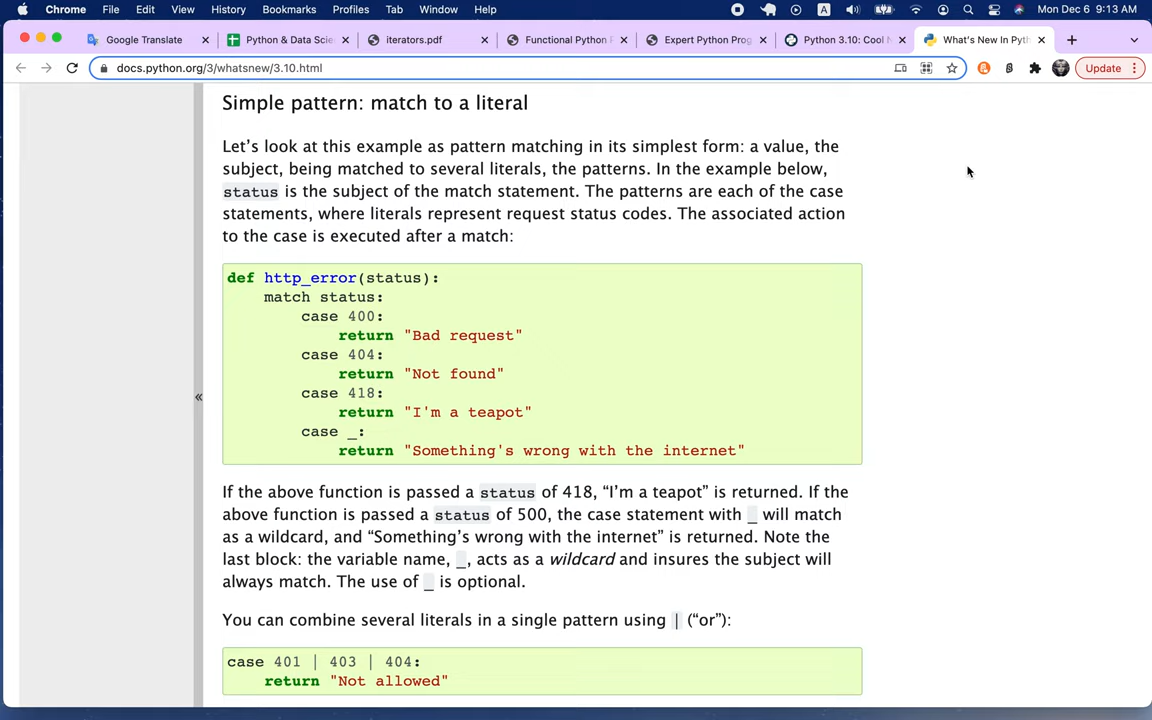 Chrome File Edit View History Bookmarks Profiles Tab Window Help A Mon Dec 6 9:13 AM
Google Translate Python & Data Scie iterators.pdf Functional Python Expert Python Prog Python 3.10: Cool What's New In Pyth
docs.python.org/3/whatsnew/3.10.html Update
Simple pattern: match to a literal
Let's look at this example as pattern matching in its simplest form: a value, the
subject, being matched to several literals, the patterns. In the example below,
status is the subject of the match statement. The patterns are each of the case
statements, where literals represent request status codes. The associated action
to the case is executed after a match:
def http_error(status):
    match status:
        case 400:
            return "Bad request"
        case 404:
            return "Not found"
        case 418:
            return "I'm a teapot"
        case _:
            return "Something's wrong with the internet"
«
If the above function is passed a status of 418, “I’m a teapot” is returned. If the
above function is passed a status of 500, the case statement with _ will match
as a wildcard, and “Something’s wrong with the internet” is returned. Note the
last block: the variable name, _, acts as a wildcard and insures the subject will
always match. The use of _ is optional.
You can combine several literals in a single pattern using | (“or”):
case 401 | 403 | 404:
    return "Not allowed"